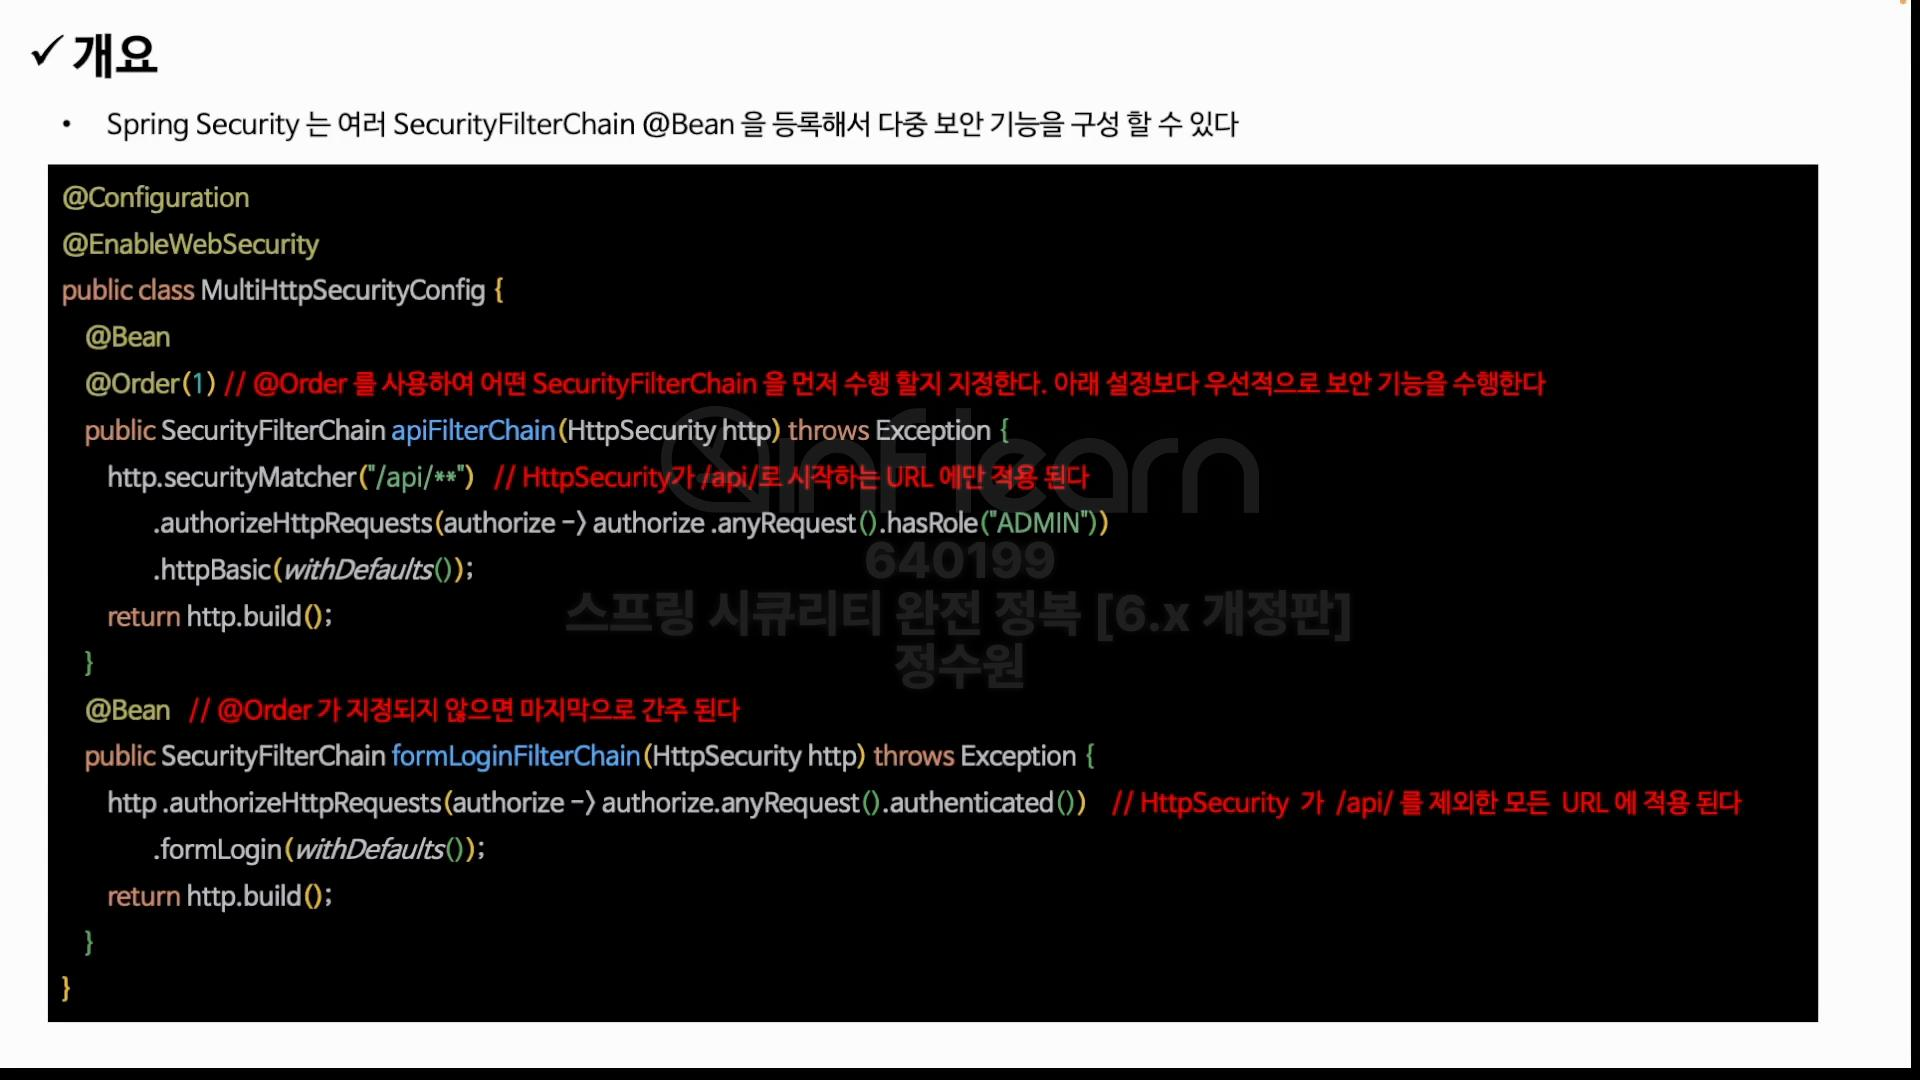 ✓ 개요
• Spring Security 는 여러 SecurityFilterChain @Bean 을 등록해서 다중 보안 기능을 구성 할 수 있다
@Configuration
@EnableWebSecurity
public class MultiHttpSecurityConfig {
@Bean
@Order(1) // @Order 를 사용하여 어떤 SecurityFilterChain 을 먼저 수행 할지 지정한다. 아래 설정보다 우선적으로 보안 기능을 수행한다
public SecurityFilterChain apiFilterChain(HttpSecurity http) throws Exception {
http.securityMatcher("/api/**") // HttpSecurity가 /api/로 시작하는 URL 에만 적용 된다
.authorizeHttpRequests(authorize -> authorize .anyRequest().hasRole("ADMIN"))
.httpBasic(withDefaults());
return http.build();
}
@Bean // @Order 가 지정되지 않으면 마지막으로 간주 된다
public SecurityFilterChain formLoginFilterChain(HttpSecurity http) throws Exception {
http .authorizeHttpRequests(authorize -> authorize.anyRequest().authenticated()) // HttpSecurity 가 /api/ 를 제외한 모든 URL 에 적용 된다
.formLogin(withDefaults());
return http.build();
}
}
inflearn
640199
스프링 시큐리티 완전 정복 [6.x 개정판]
정수원